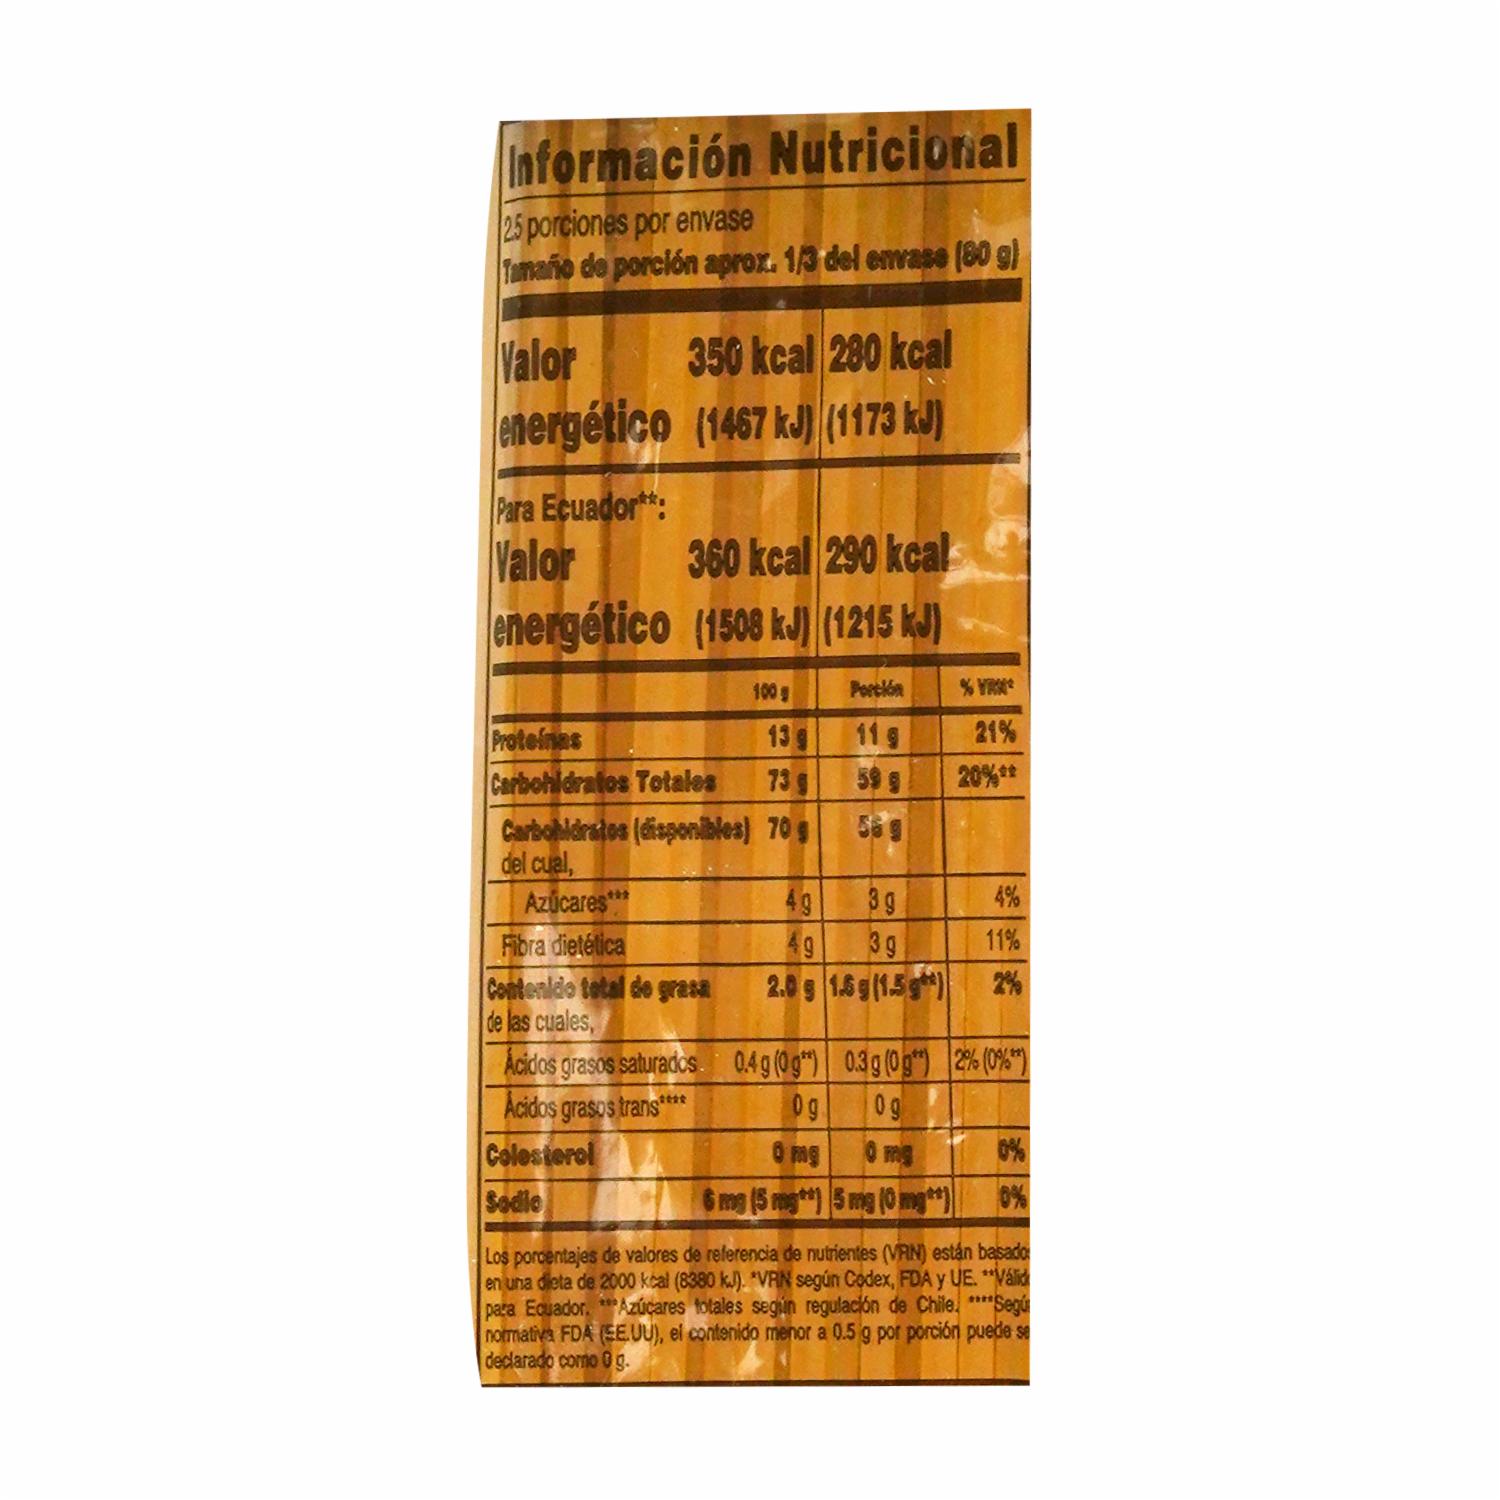 Información Nutricional
2.5 porciones por envase
Tamaño de porción aprox. 1/3 del envase (80 g)
Valor 350 kcal 280 kcal
energético (1467 kJ) (1173 kJ)
Para Ecuador**:
Valor 360 kcal 290 kcal
energético (1508 kJ) (1215 kJ)
100 g Porción % VRN*
Proteínas 13 g 11 g 21%
Carbohidratos Totales 73 g 59 g 20%**
Carbohidratos (disponibles) 70 g 56 g
del cual,
Azúcares*** 4 g 3 g 4%
Fibra dietética 4 g 3 g 11%
Contenido total de grasa 2.0 g 1.6 g (1.5 g**) 2%
de las cuales,
Ácidos grasos saturados 0.4 g (0 g**) 0.3 g (0 g**) 2% (0%**)
Ácidos grasos trans**** 0 g 0 g
Colesterol 0 mg 0 mg 0%
Sodio 6 mg (5 mg**) 5 mg (0 mg**) 0%
Los porcentajes de valores de referencia de nutrientes (VRN) están basados
en una dieta de 2000 kcal (8380 kJ). *VRN según Codex, FDA y UE. **Válid
para Ecuador. ***Azúcares totales según regulación de Chile. ****Segú
normativa FDA (EE.UU), el contenido menor a 0.5 g por porción puede se
declarado como 0 g.